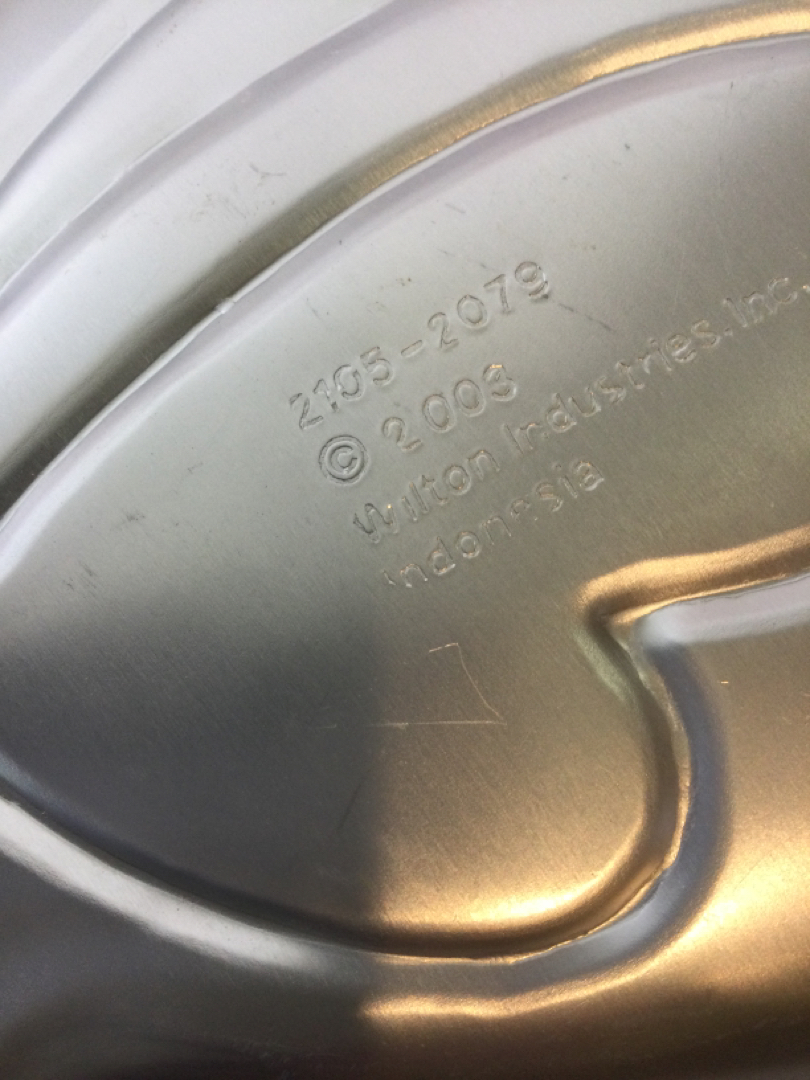 2105-2079
© 2003
Wilton Industries, Inc.,
Indonesia